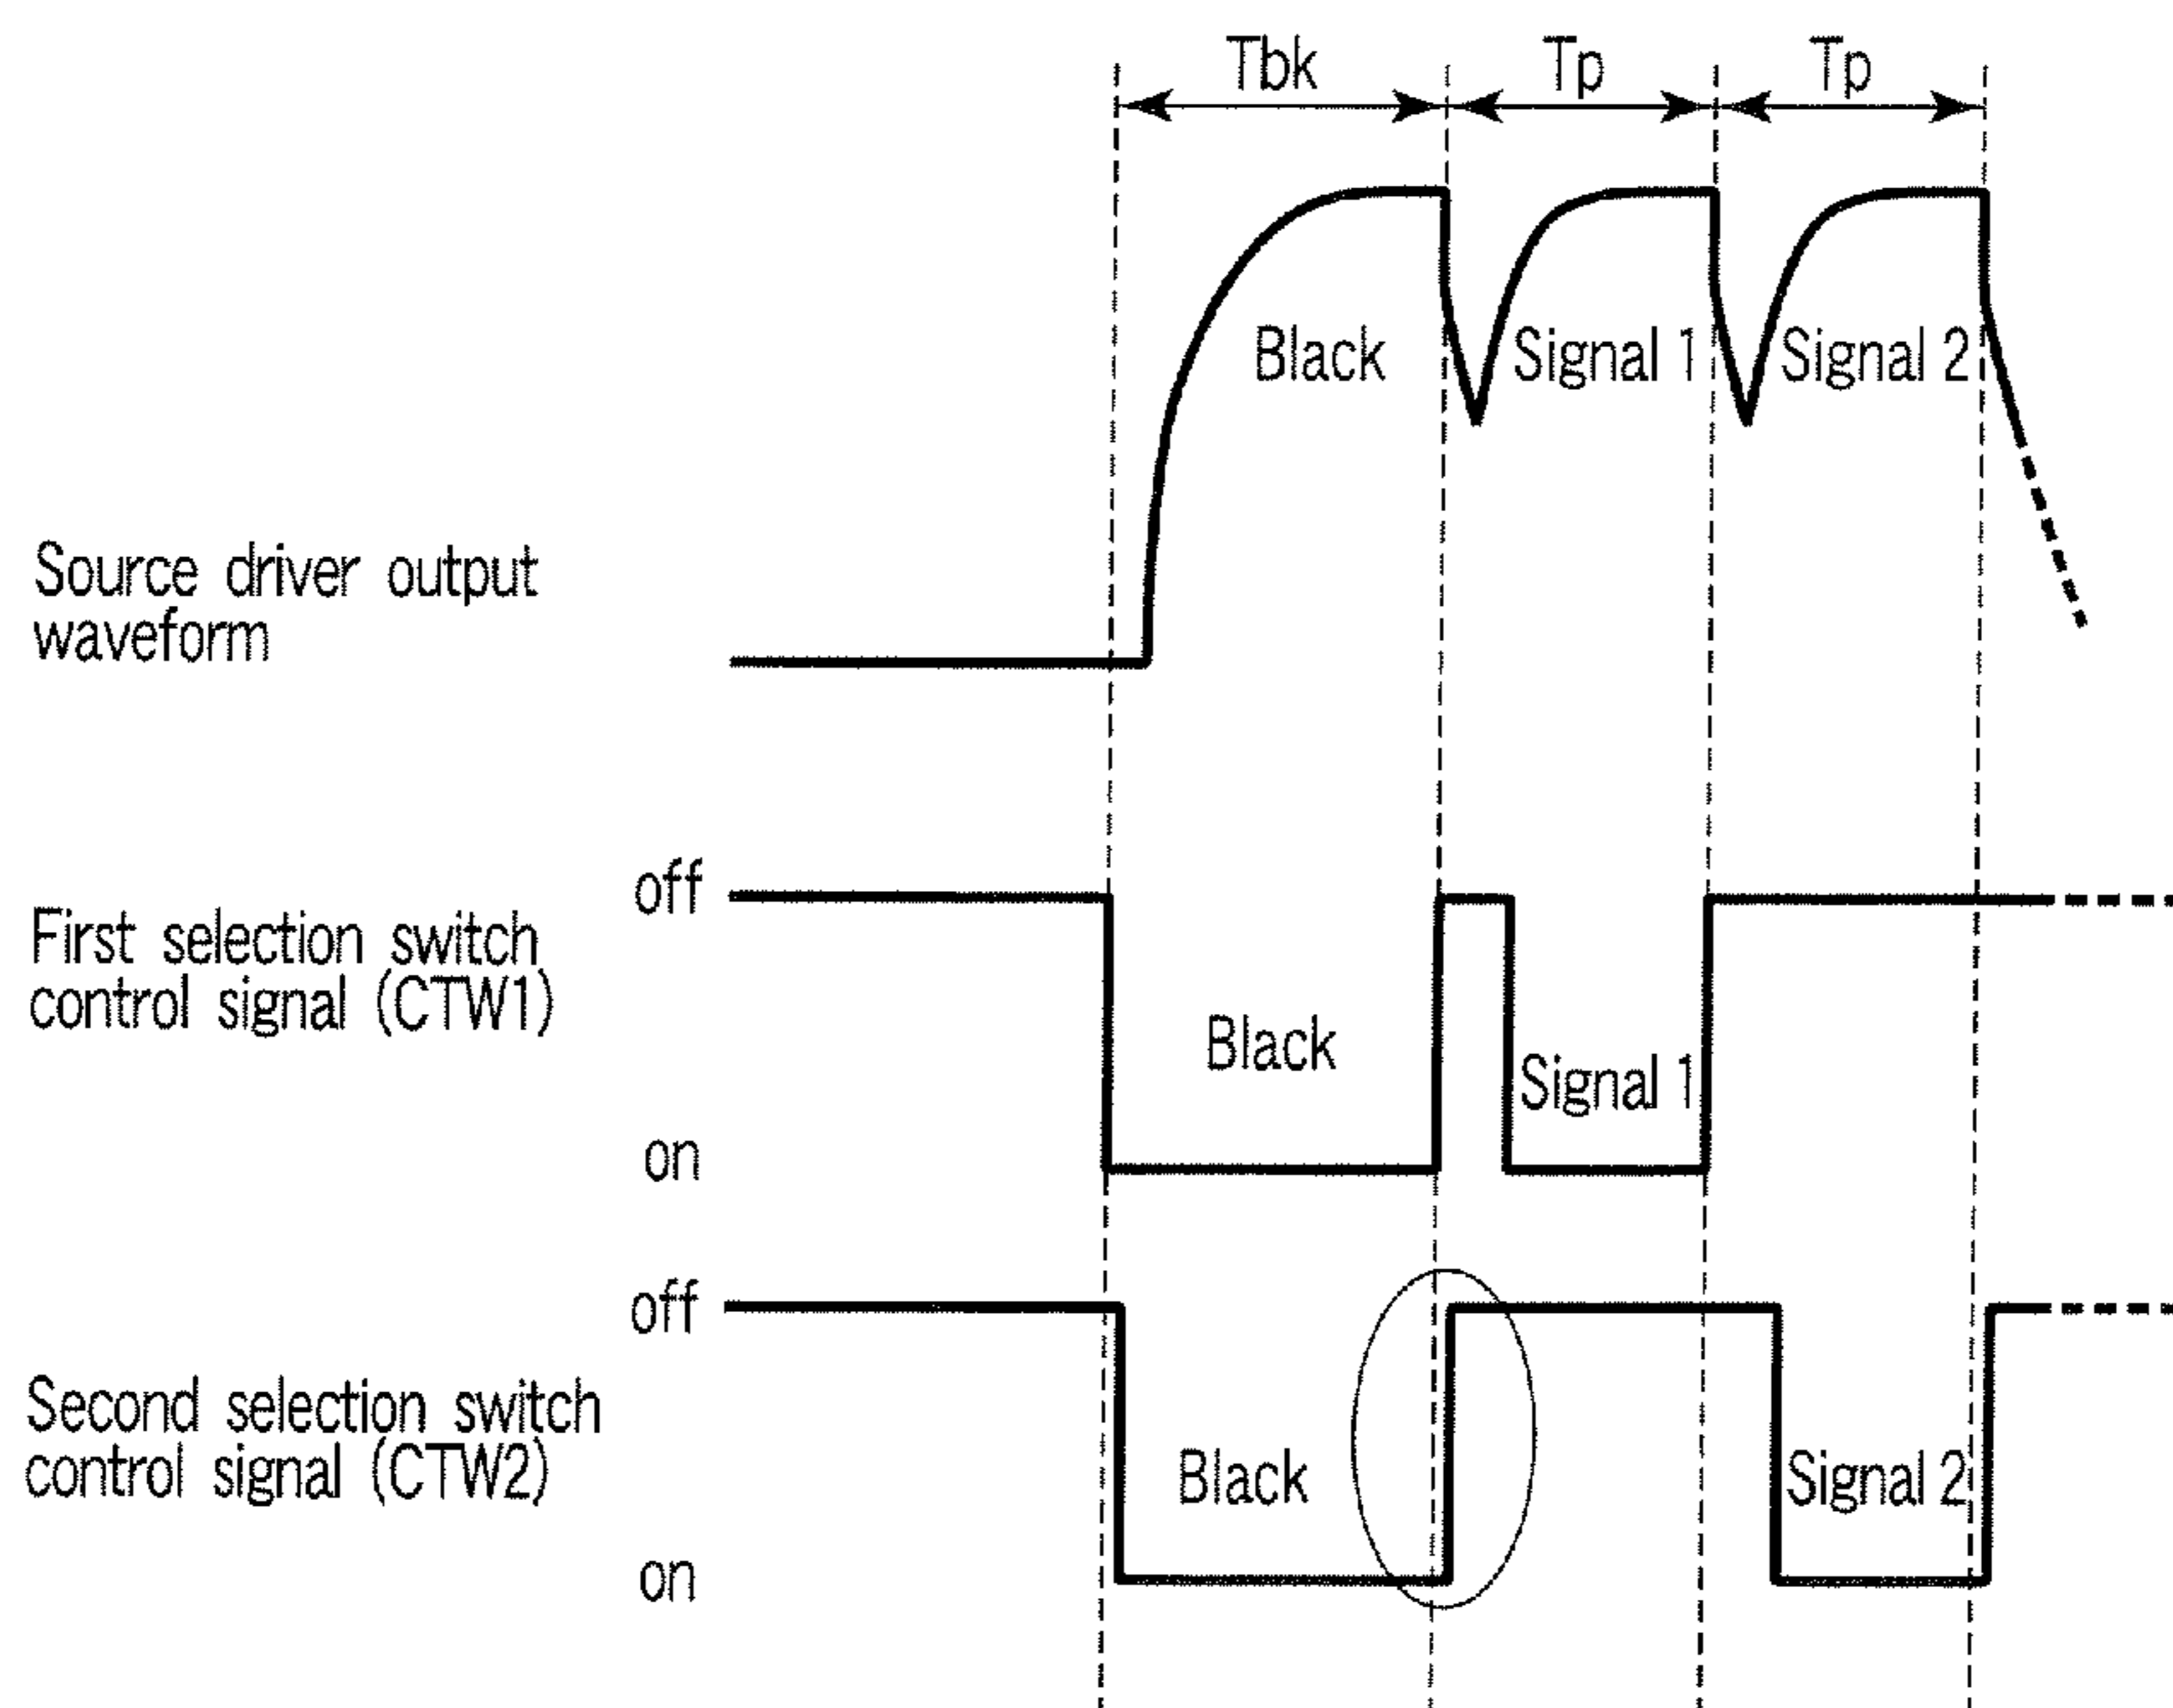 Tbk
Tp
Tp
Black
Signal 1
Signal 2
Source driver output
waveform
off
First selection switch
control signal (CTW1)
Black
Signal 1
on
off
Second selection switch
control signal (CTW2)
Black
Signal 2
on